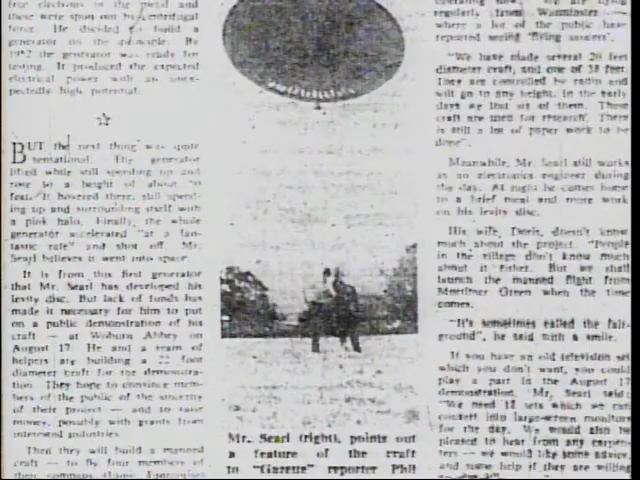 free electrons in the metal and
these were spun out by centrifugal
force. He decided to build a
generator on the principle. By
1952 the generator was ready for
testing. It produced the expected
electrical power with an unex-
pectedly high potential.
BUT the next thing was quite
sensational. The generator
lifted while still speeding up and
rose to a height of about
feet. It hovered there, still speed-
ing up and surrounding itself with
a pink halo. Finally, the whole
generator accelerated "at a fan-
tastic rate" and shot off. Mr.
Searl believes it went into space.
It is from this first generator
that Mr. Searl has developed his
levity disc. But lack of funds has
made it necessary for him to put
on a public demonstration of his
craft — at Woburn Abbey on
August 17. He and a team of
helpers are building a 22 foot
diameter craft for the demonstra-
tion. They hope to convince mem-
bers of the public of the sincerity
of their project — and to raise
money, possibly with grants from
interested industries.
Then they will build a manned
craft — to fly four members of
Mr. Searl (right), points out
a feature of the craft
to "Gazette" reporter Phil
regularly from Warminster —
where a lot of the public have
reported seeing 'flying saucers'.
"We have made several 20 feet
diameter craft, and one of 38 feet.
They are controlled by radio and
will go to any height. In the early
days we lost six of them. These
craft are used for research. There
is still a lot of paper work to be
done".
Meanwhile, Mr. Searl still works
as an electronics engineer during
the day. At night he comes home
to a brief meal and more work
on his levity disc.
His wife, Doris, doesn't know
much about the project. "People
in the village don't know much
about it either. But we shall
launch the manned flight from
Mortimer Green when the time
comes.
"It's sometimes called the fair-
ground", he said with a smile.
If you have an old television set
which you don't want, you could
play a part in the August 17
demonstration. Mr. Searl said:
"We need 12 sets which we can
convert into large-screen monitors
for the day. We would also be
pleased to hear from any carpen-
ters — we would like some advice,
and some help if they are willing